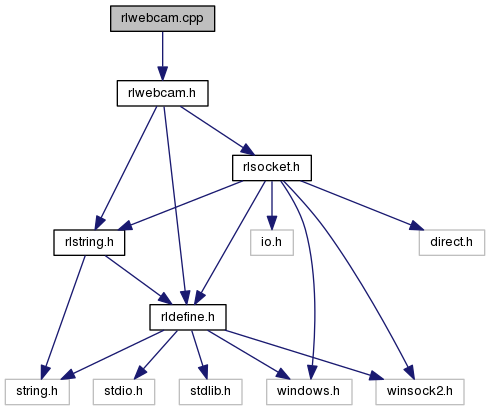 rlwebcam.cpp
rlwebcam.h
rlsocket.h
rlstring.h
io.h
direct.h
rldefine.h
string.h
stdio.h
stdlib.h
windows.h
winsock2.h